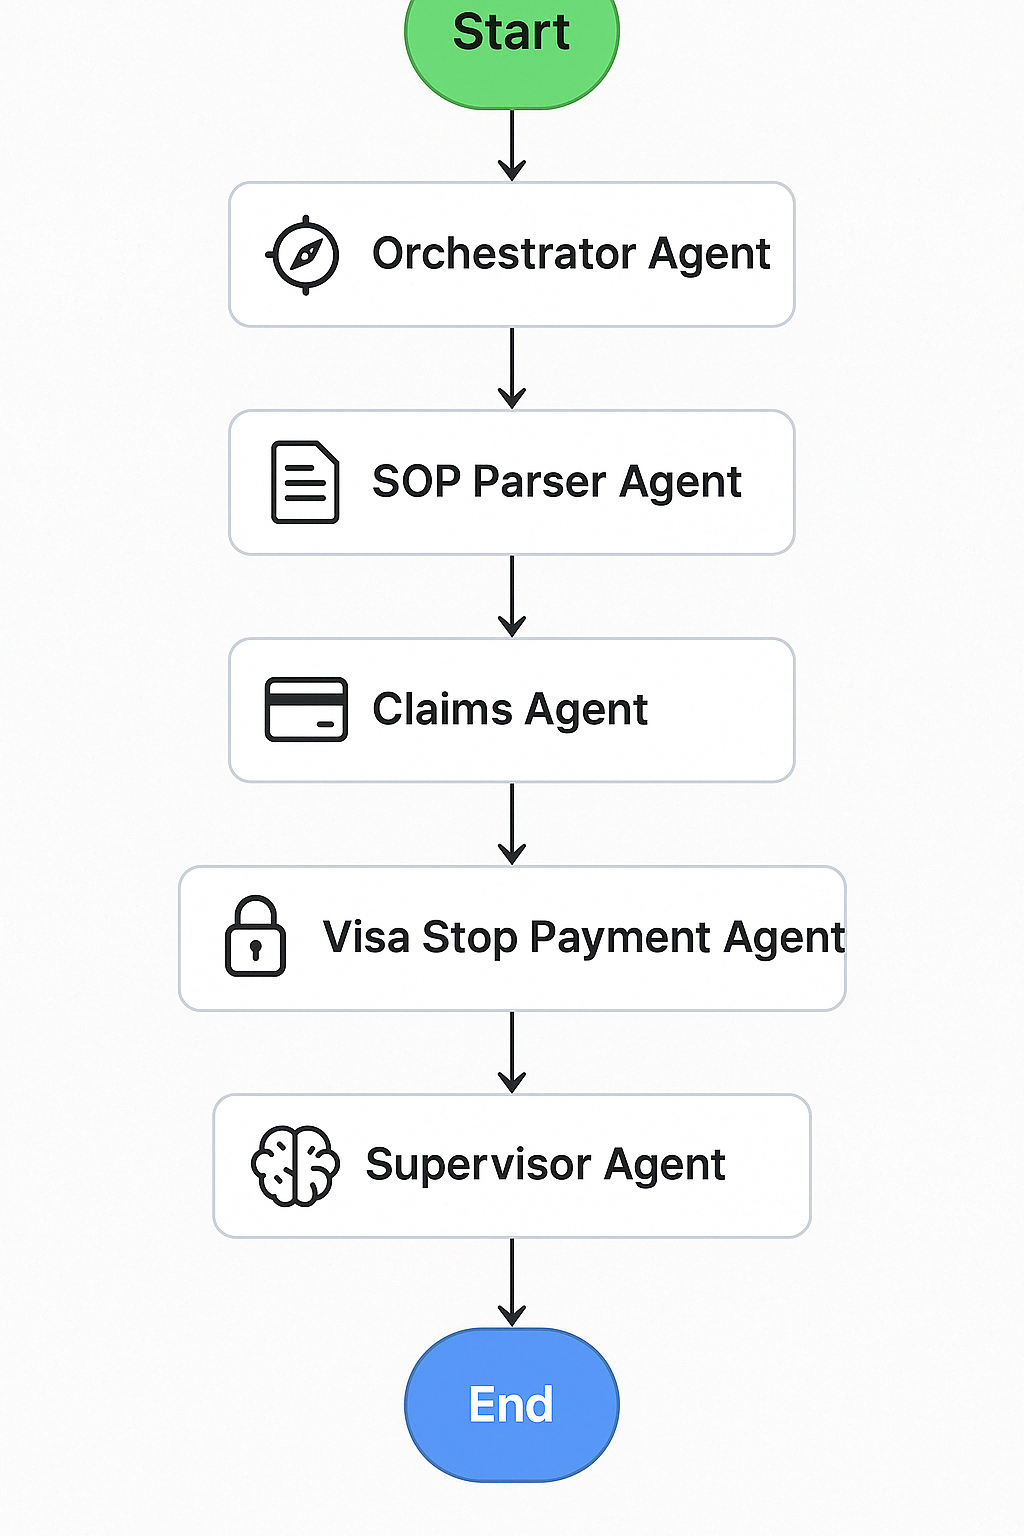 Start
Orchestrator Agent
SOP Parser Agent
Claims Agent
Visa Stop Payment Agent
Supervisor Agent
End